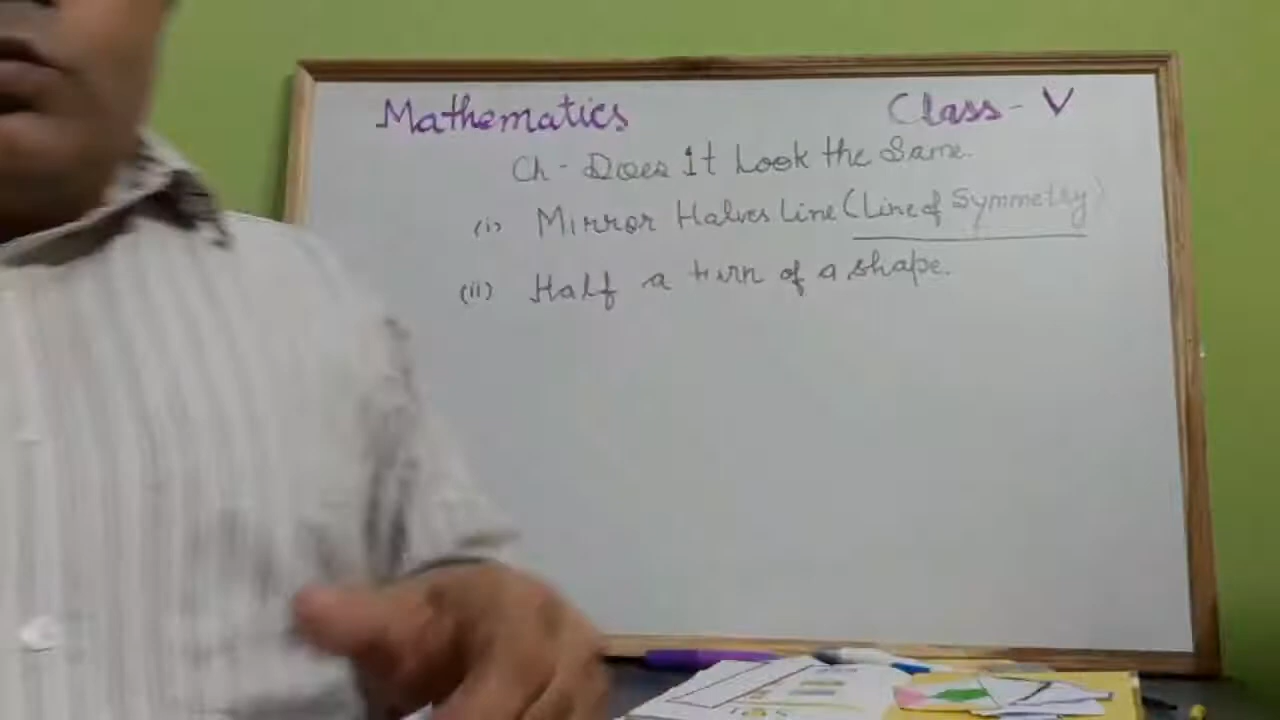 Mathematics Class - V
Ch - Does It Look the Same.
(i) Mirror Halves Line (Line of Symmetry)
(ii) Half a turn of a shape.